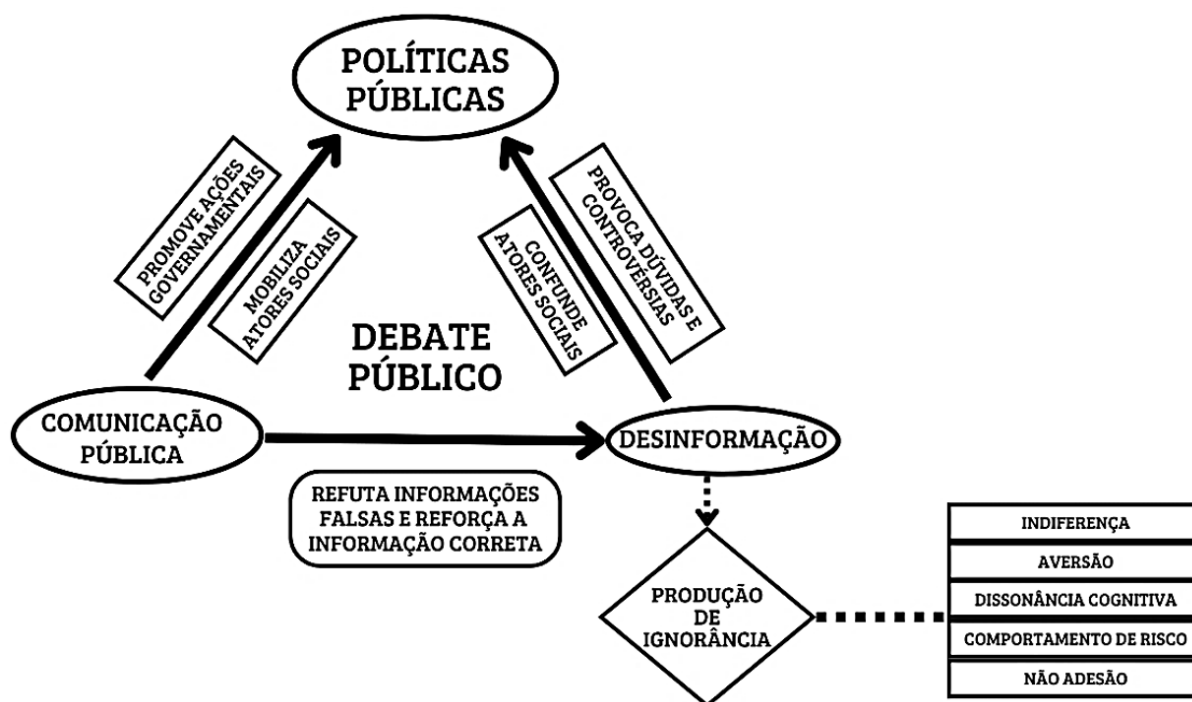 POLÍTICAS
PÚBLICAS
PROMOVE AÇÕES
GOVERNAMENTAIS
MOBILIZA
ATORES SOCIAIS
CONFUNDE
ATORES SOCIAIS
PROVOCA DÚVIDAS E
CONTROVÉRSIAS
DEBATE
PÚBLICO
COMUNICAÇÃO
PÚBLICA
DESINFORMAÇÃO
REFUTA INFORMAÇÕES
FALSAS E REFORÇA A
INFORMAÇÃO CORRETA
PRODUÇÃO
DE
IGNORÂNCIA
INDIFERENÇA
AVERSÃO
DISSONÂNCIA COGNITIVA
COMPORTAMENTO DE RISCO
NÃO ADESÃO